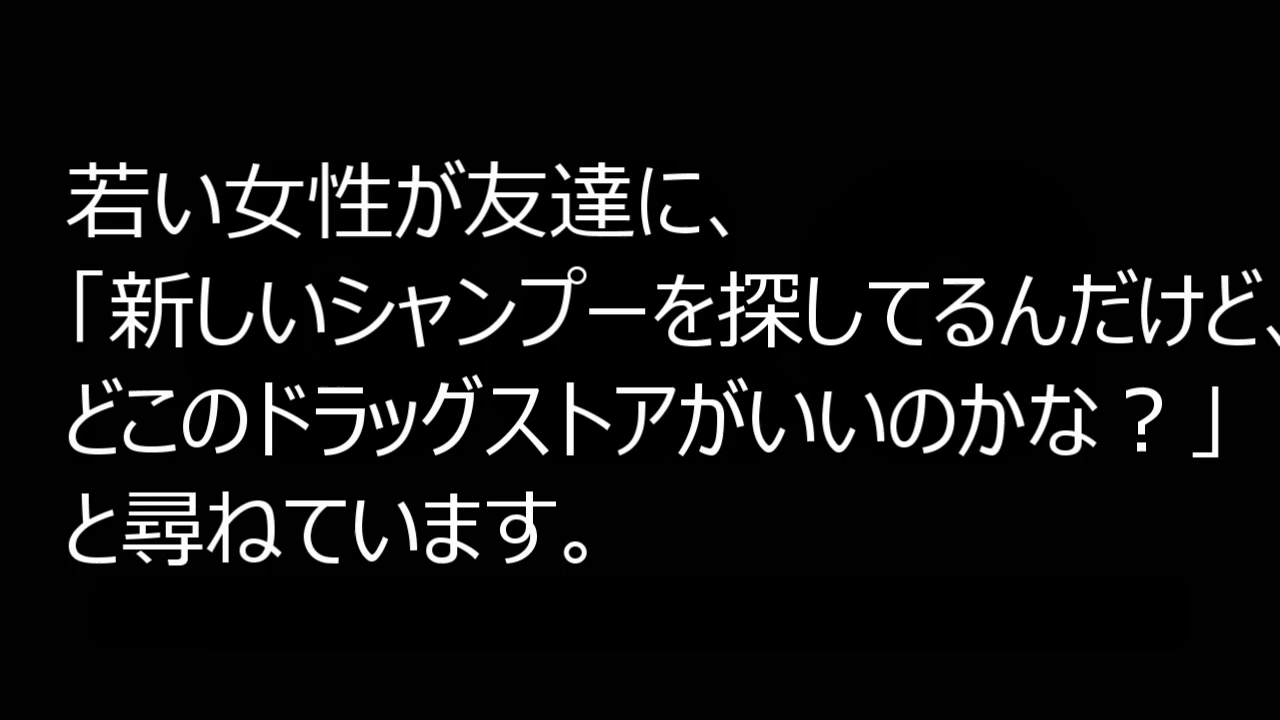 若い女性が友達に、
「新しいシャンプーを探してるんだけど、
どこのドラッグストアがいいのかな？」
と尋ねています。